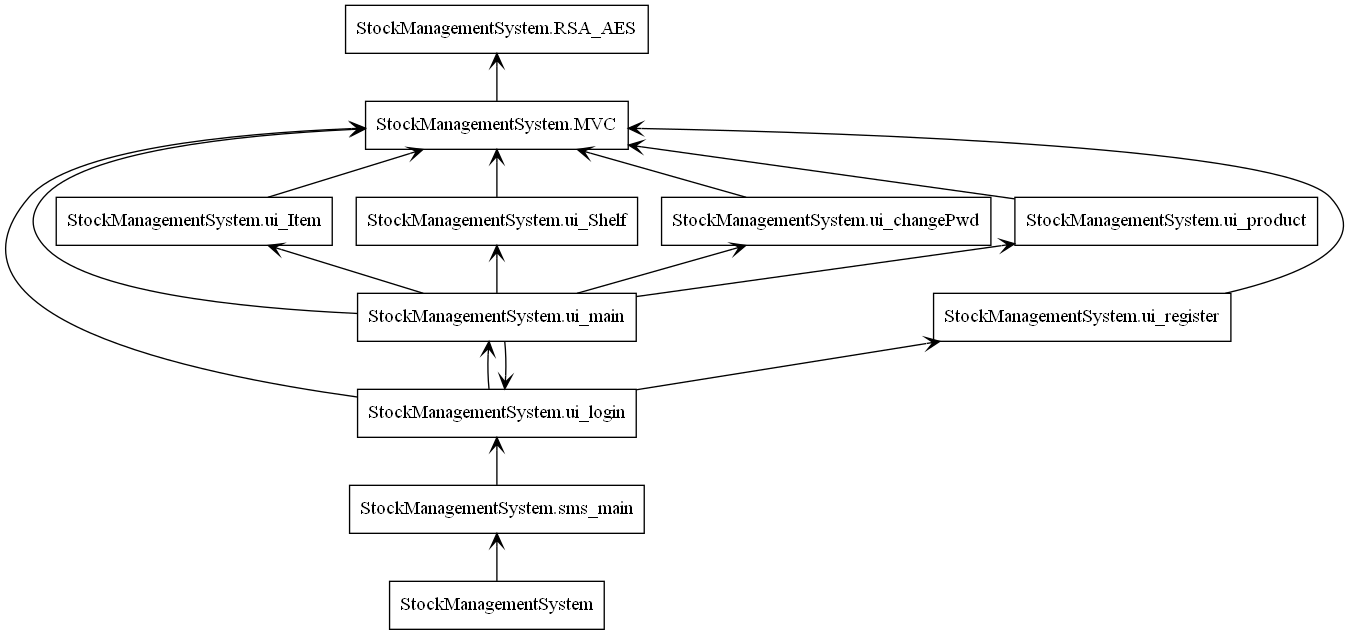 StockManagementSystem.RSA_AES
StockManagementSystem.MVC
StockManagementSystem.ui_Item
StockManagementSystem.ui_Shelf
StockManagementSystem.ui_changePwd
StockManagementSystem.ui_product
StockManagementSystem.ui_main
StockManagementSystem.ui_register
StockManagementSystem.ui_login
StockManagementSystem.sms_main
StockManagementSystem